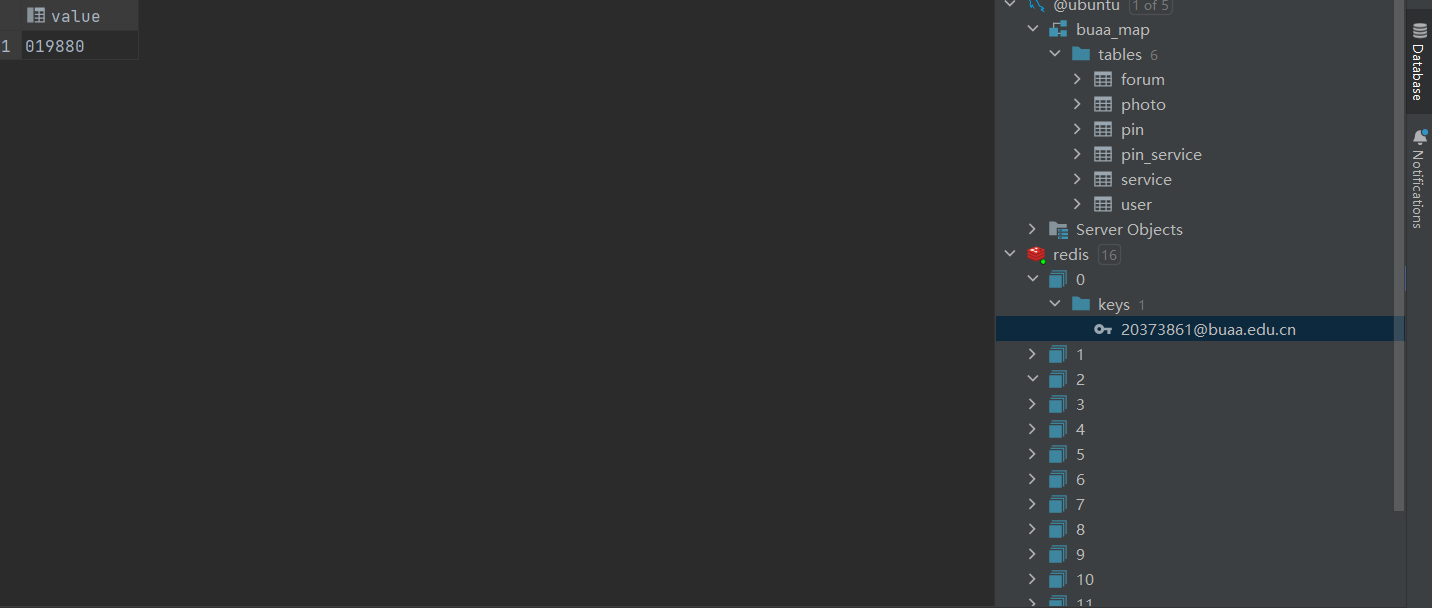 value
1 019880
@ubuntu 1 of 5
buaa_map
tables 6
forum
photo
pin
pin_service
service
user
Server Objects
redis 16
0
keys 1
20373861@buaa.edu.cn
1
2
3
4
5
6
7
8
9
10
11
Database
Notifications